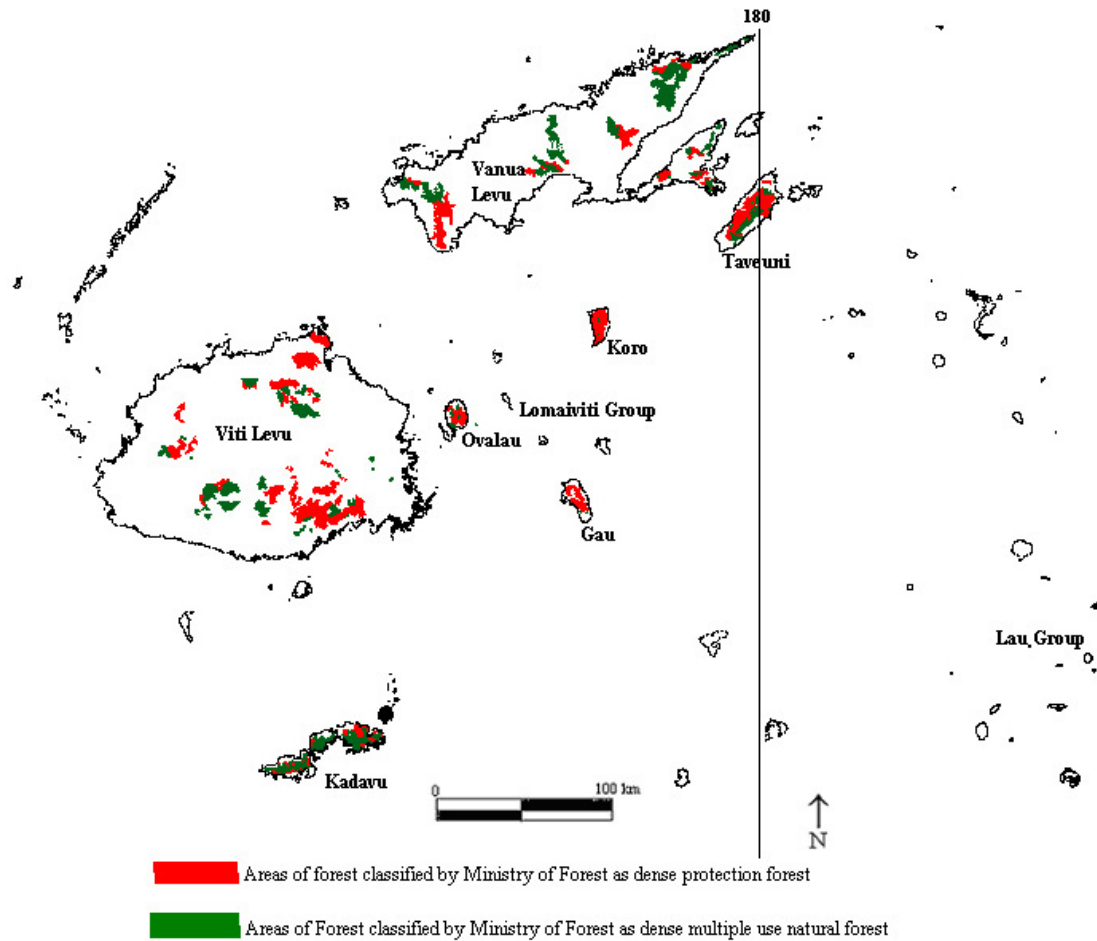 180
Vanua
Levu
Taveuni
Koro
Lomaiviti Group
Viti Levu
Ovalau
Gau
Lau Group
Kadavu
0
100 km
N
Areas of forest classified by Ministry of Forest as dense protection forest
Areas of Forest classified by Ministry of Forest as dense multiple use natural forest